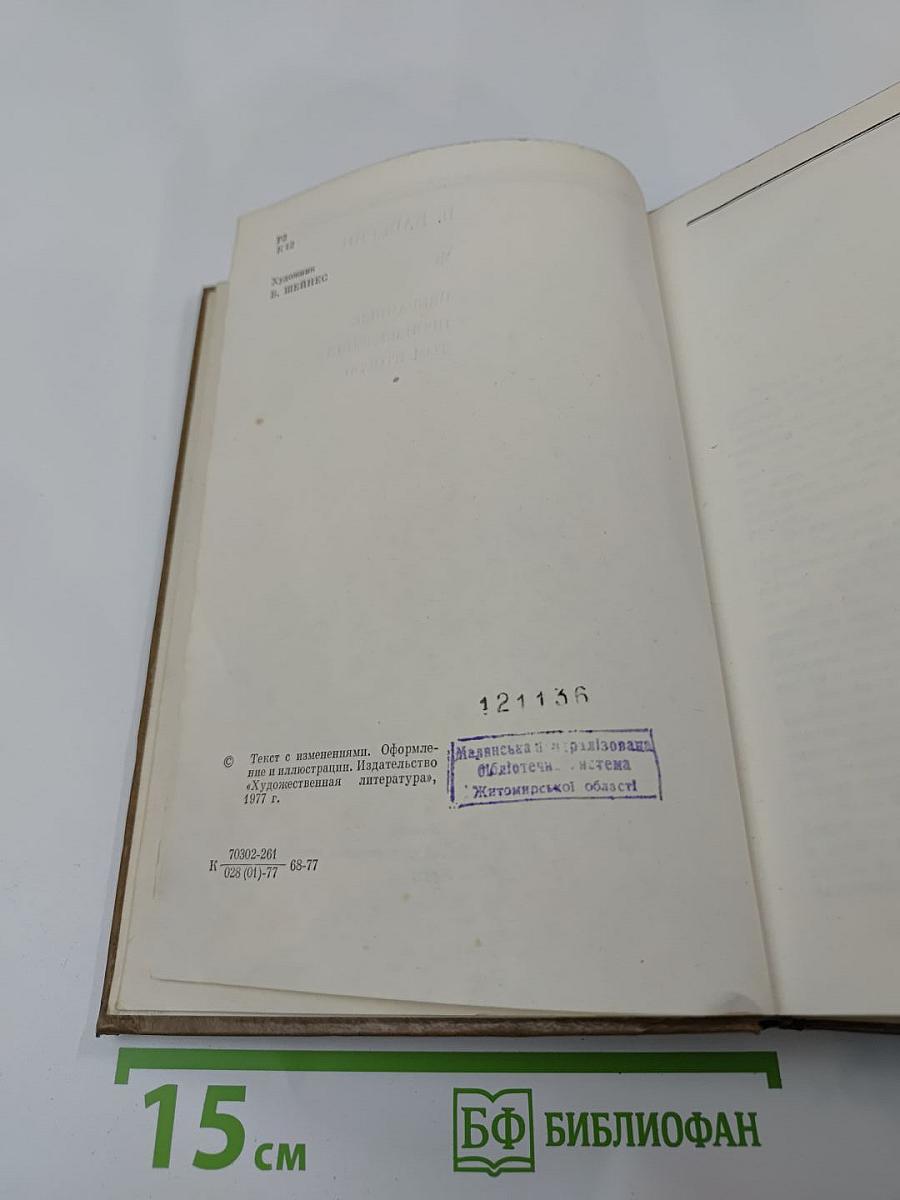 Р2
К 12
Художник
Б. ШЕЙНЕС
121136
© Текст с изменениями. Оформле-
ние и иллюстрации. Издательство
«Художественная литература»,
1977 г.
Житомирської області
К 70302-261
028 (01)-77 68-77
15 см
БФ БИБЛИОФАН